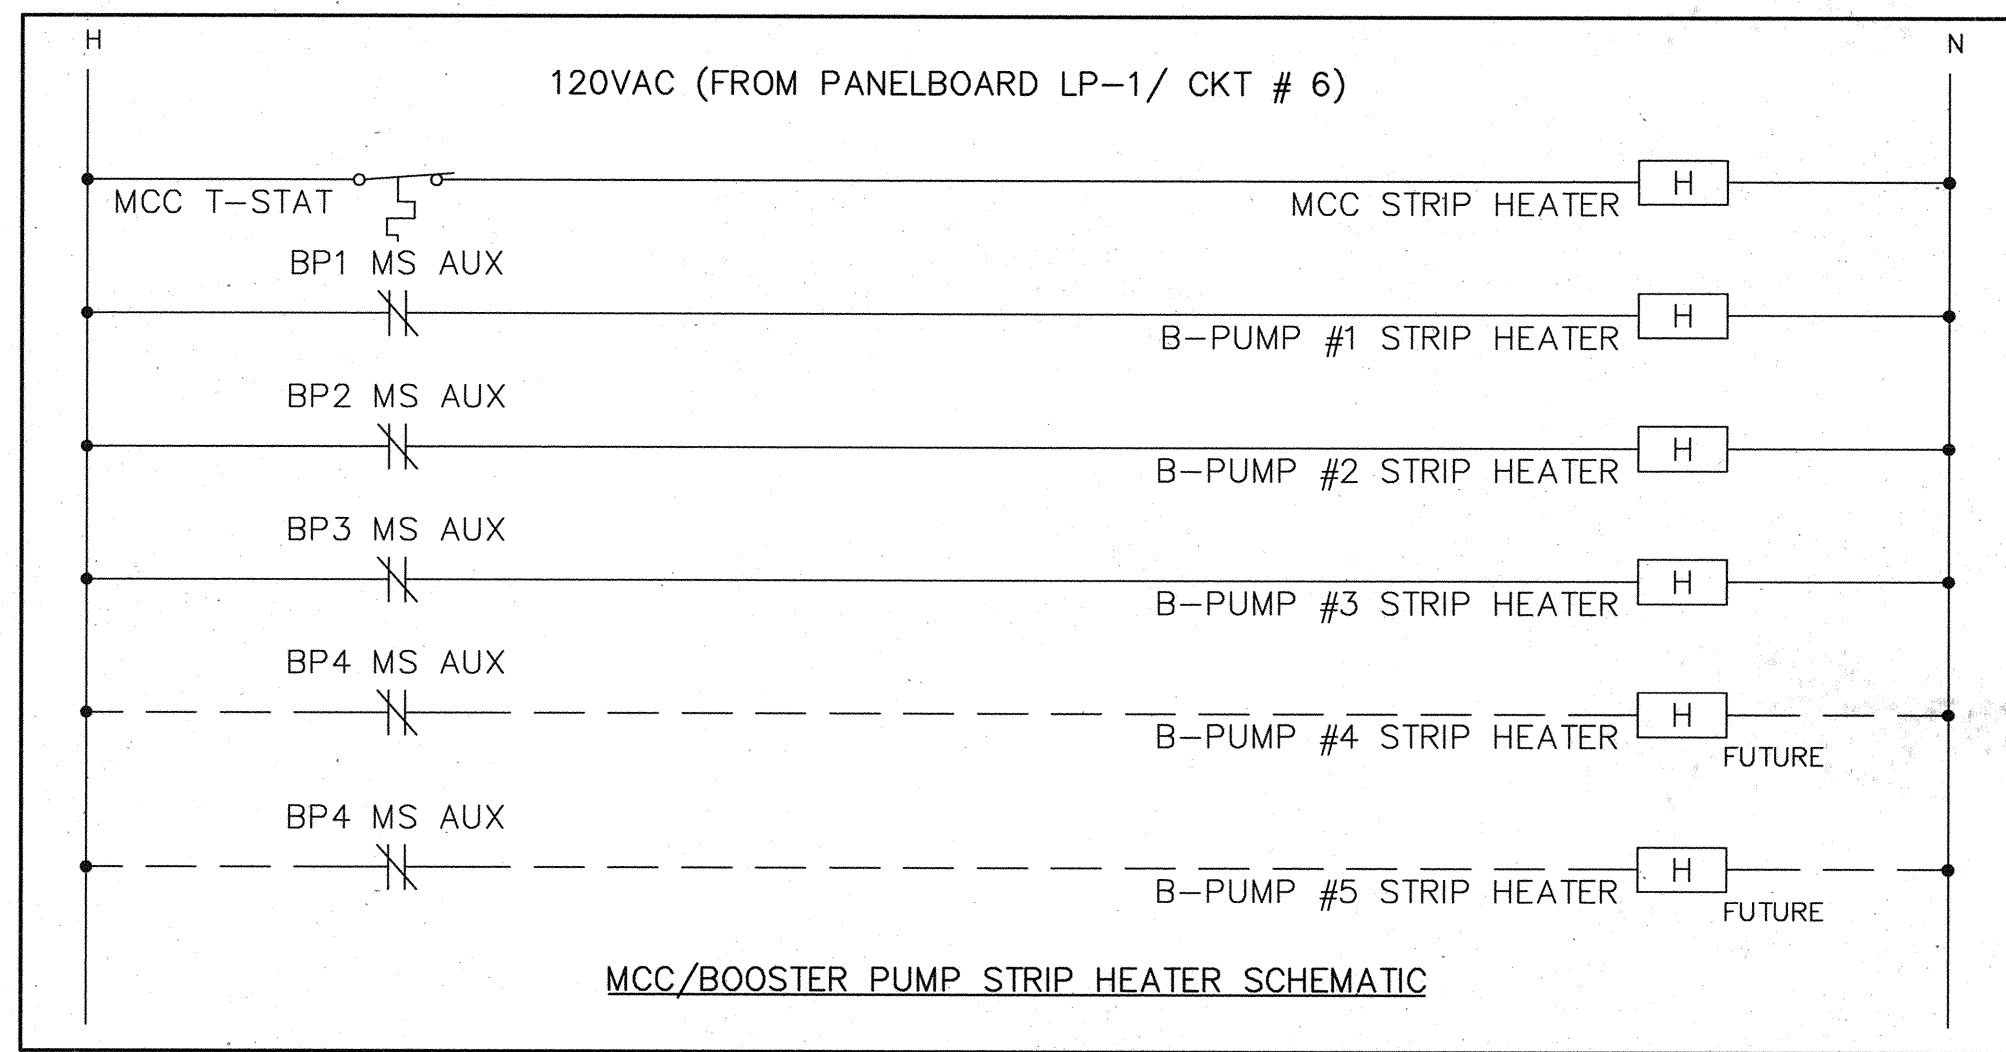 H
N
120VAC (FROM PANELBOARD LP-1/ CKT # 6)
MCC T-STAT
MCC STRIP HEATER
H
BP1 MS AUX
B-PUMP #1 STRIP HEATER
H
BP2 MS AUX
B-PUMP #2 STRIP HEATER
H
BP3 MS AUX
B-PUMP #3 STRIP HEATER
H
BP4 MS AUX
B-PUMP #4 STRIP HEATER
H
FUTURE
BP4 MS AUX
B-PUMP #5 STRIP HEATER
H
FUTURE
MCC/BOOSTER PUMP STRIP HEATER SCHEMATIC